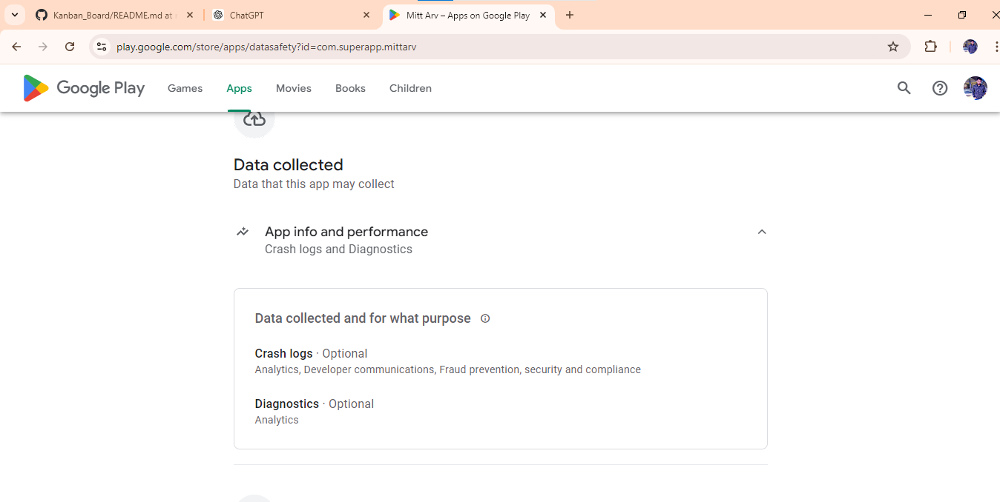 Kanban_Board/README.md at
ChatGPT
Mitt Arv – Apps on Google Play
play.google.com/store/apps/datasafety?id=com.superapp.mittarv
Google Play
Games
Apps
Movies
Books
Children
Data collected
Data that this app may collect
App info and performance
Crash logs and Diagnostics
Data collected and for what purpose
Crash logs · Optional
Analytics, Developer communications, Fraud prevention, security and compliance
Diagnostics · Optional
Analytics